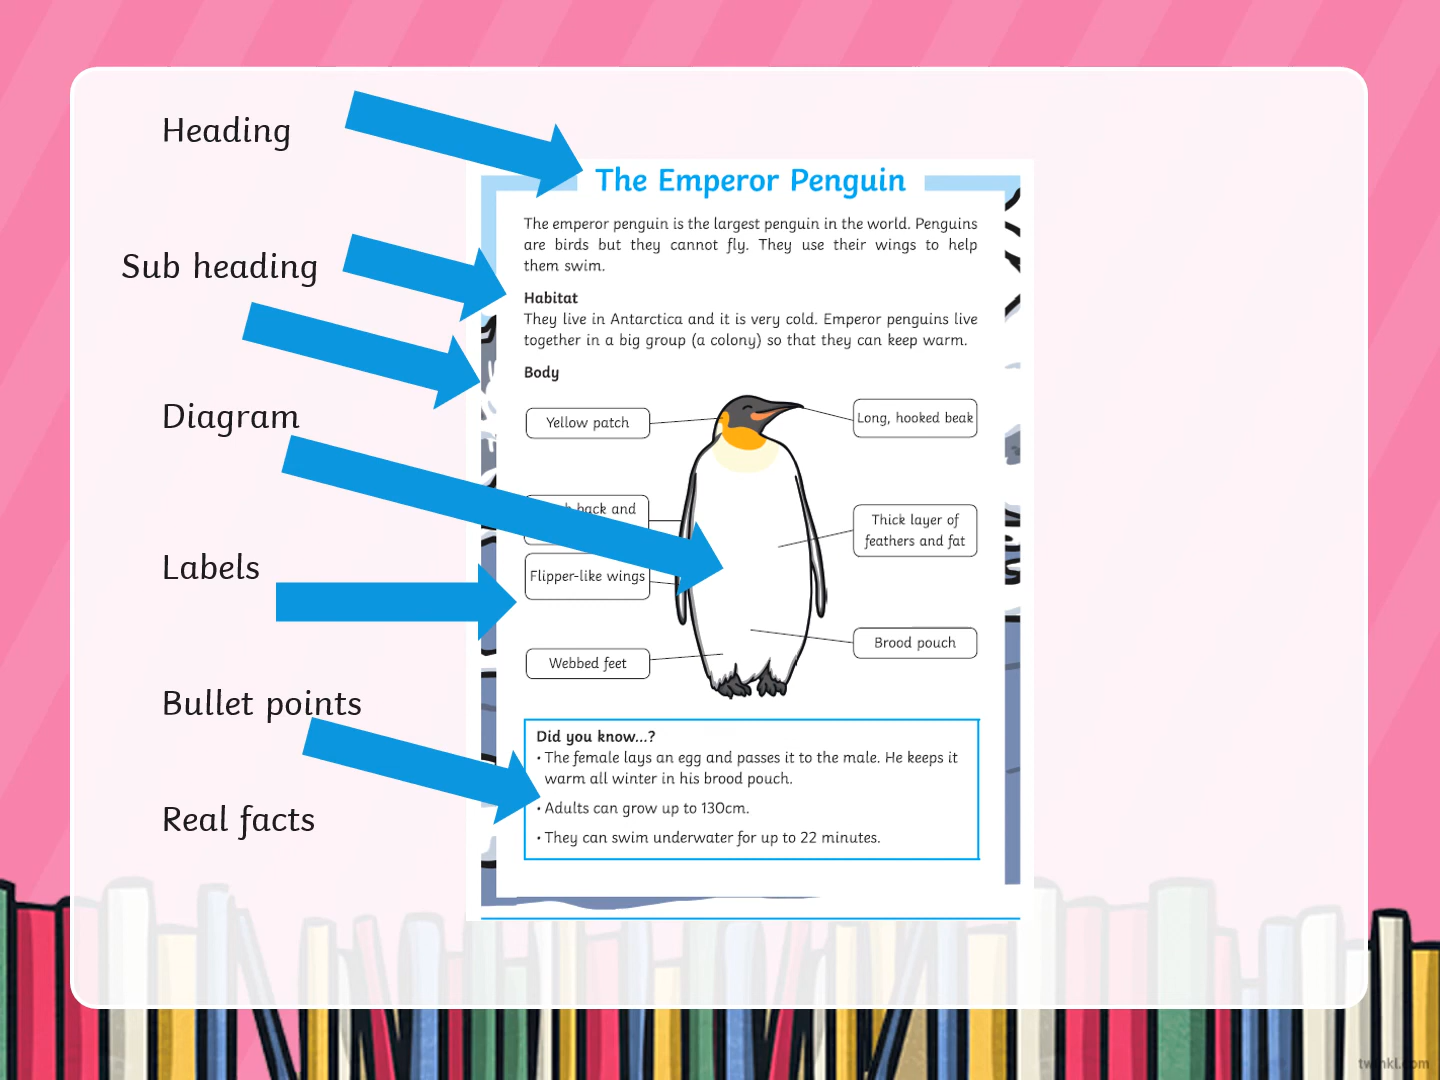 Heading
Sub heading
Diagram
Labels
Bullet points
Real facts
The Emperor Penguin
The emperor penguin is the largest penguin in the world. Penguins
are birds but they cannot fly. They use their wings to help
them swim.
Habitat
They live in Antarctica and it is very cold. Emperor penguins live
together in a big group (a colony) so that they can keep warm.
Body
Yellow patch
Long, hooked beak
back and
Thick layer of
feathers and fat
Flipper-like wings
Brood pouch
Webbed feet
Did you know...?
• The female lays an egg and passes it to the male. He keeps it
warm all winter in his brood pouch.
• Adults can grow up to 130cm.
• They can swim underwater for up to 22 minutes.
twinkl.com